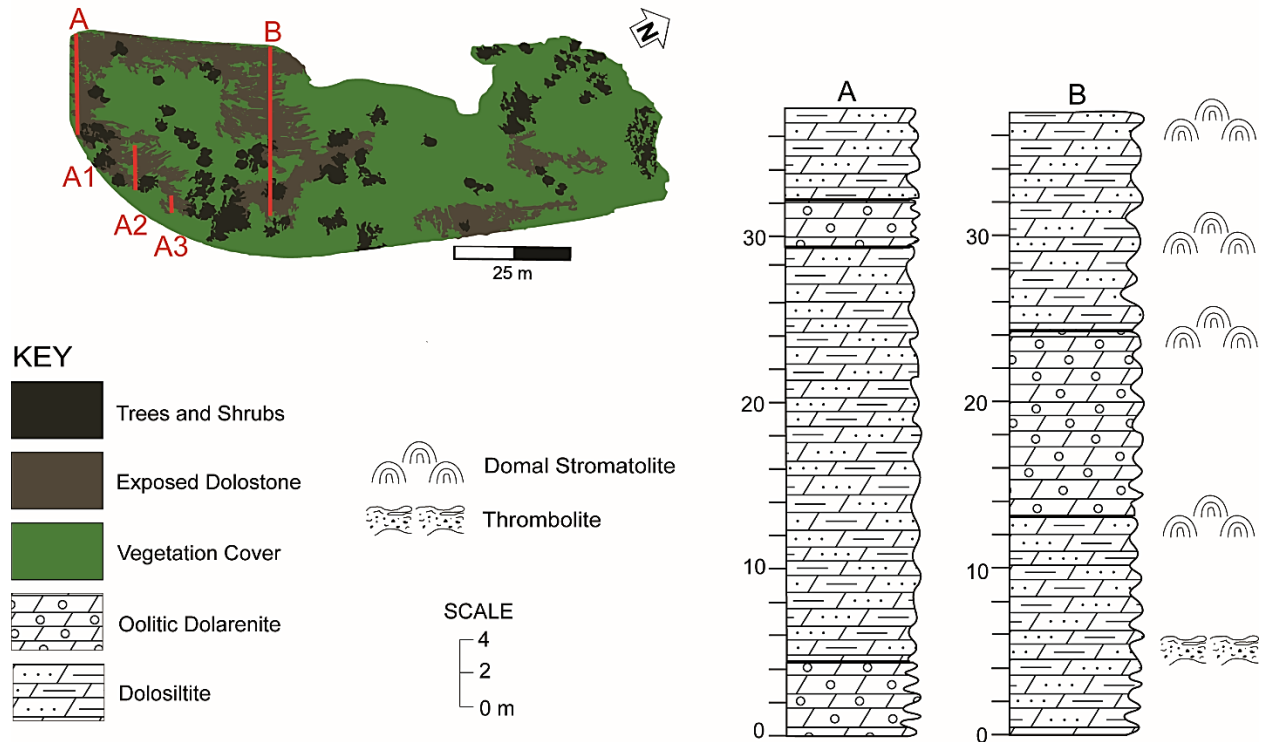 A
B
N
A1
A2
A3
25 m
KEY
Trees and Shrubs
Exposed Dolostone
Vegetation Cover
Oolitic Dolarenite
Dolosiltite
Domal Stromatolite
Thrombolite
SCALE
4
2
0 m
A
30
20
10
0
B
30
20
10
0